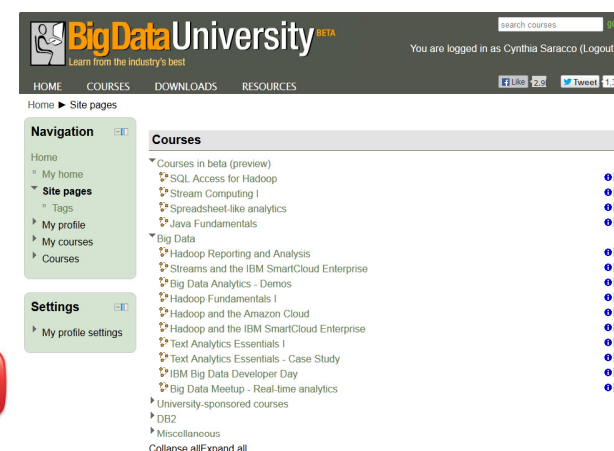 search courses
Big Data University BETA
Learn from the industry's best
You are logged in as Cynthia Saracco (Logout
HOME COURSES DOWNLOADS RESOURCES
Like 2.9 Tweet
Home ► Site pages
Navigation
Home
My home
Site pages
Tags
My profile
My courses
Courses
Settings
My profile settings
Courses
Courses in beta (preview)
SQL Access for Hadoop
Stream Computing I
Spreadsheet-like analytics
Java Fundamentals
Big Data
Hadoop Reporting and Analysis
Streams and the IBM SmartCloud Enterprise
Big Data Analytics - Demos
Hadoop Fundamentals I
Hadoop and the Amazon Cloud
Hadoop and the IBM SmartCloud Enterprise
Text Analytics Essentials I
Text Analytics Essentials - Case Study
IBM Big Data Developer Day
Big Data Meetup - Real-time analytics
University-sponsored courses
DB2
Miscellaneous
Collapse allExpand all